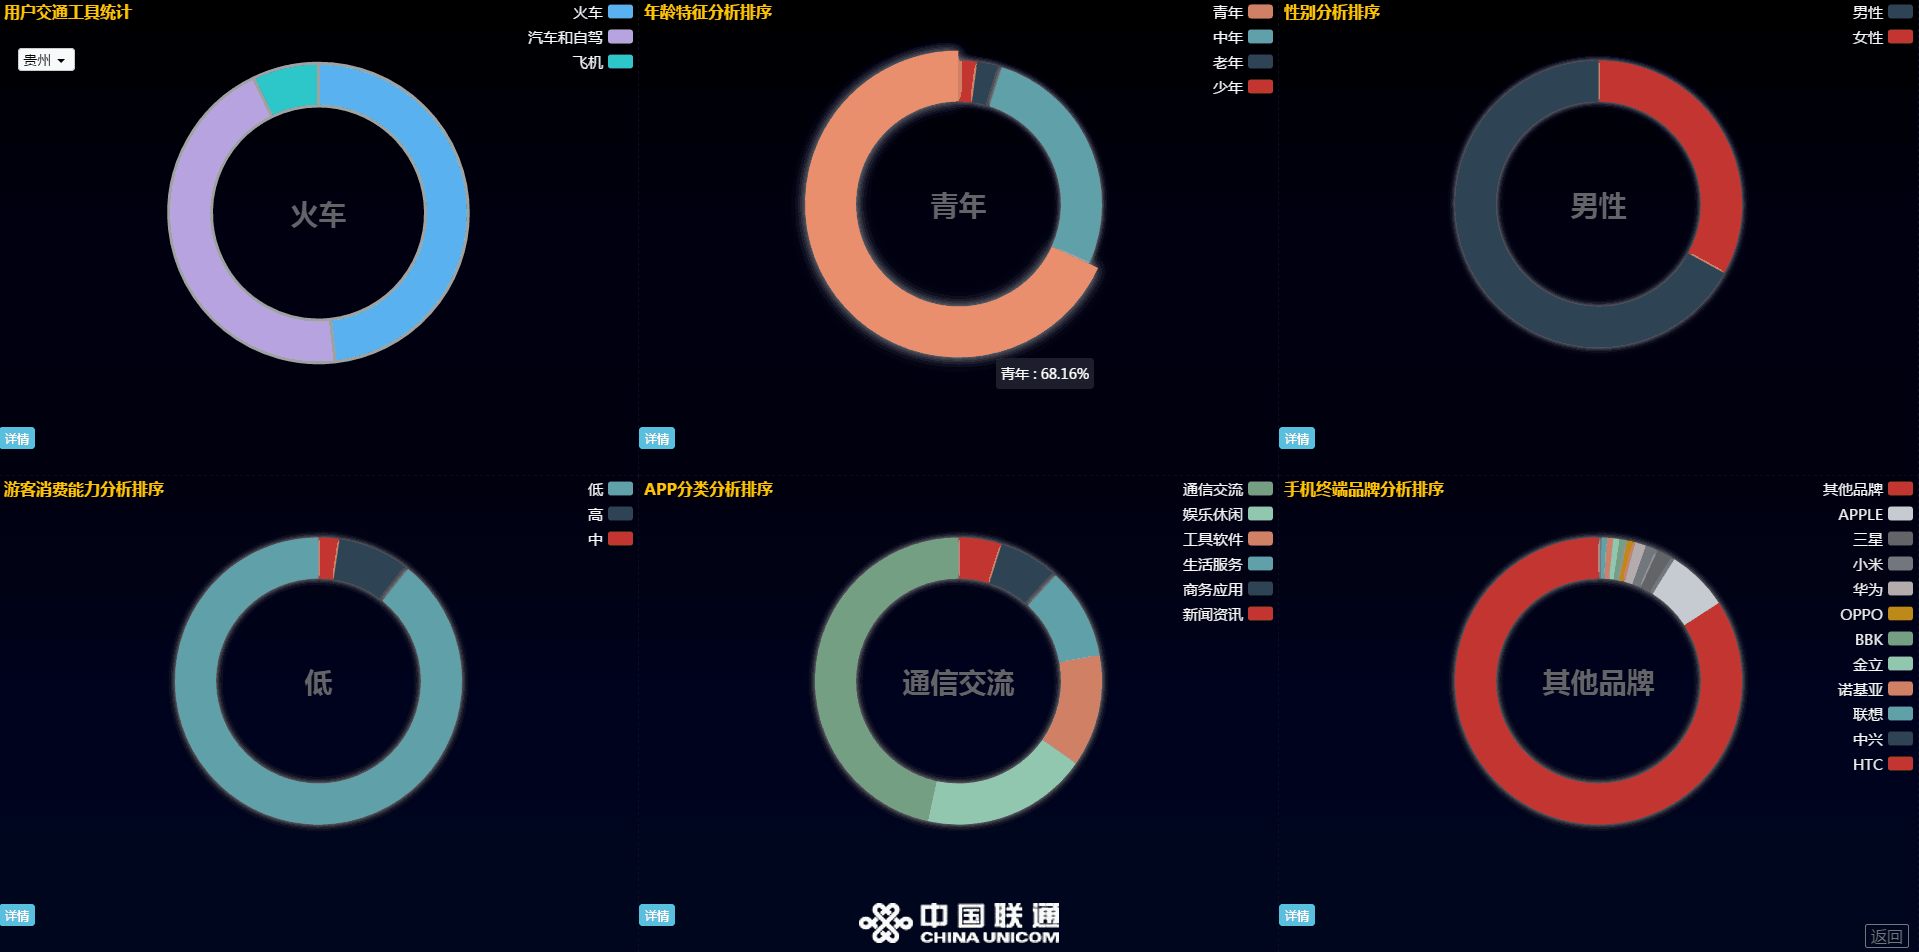 用户交通工具统计
火车
汽车和自驾
飞机
贵州
火车
详情
年龄特征分析排序
青年
中年
老年
少年
青年
青年 : 68.16%
详情
性别分析排序
男性
女性
男性
详情
游客消费能力分析排序
低
高
中
低
详情
APP分类分析排序
通信交流
娱乐休闲
工具软件
生活服务
商务应用
新闻资讯
通信交流
详情
手机终端品牌分析排序
其他品牌
APPLE
三星
小米
华为
OPPO
BBK
金立
诺基亚
联想
中兴
HTC
其他品牌
详情
中国联通
CHINA UNICOM
返回